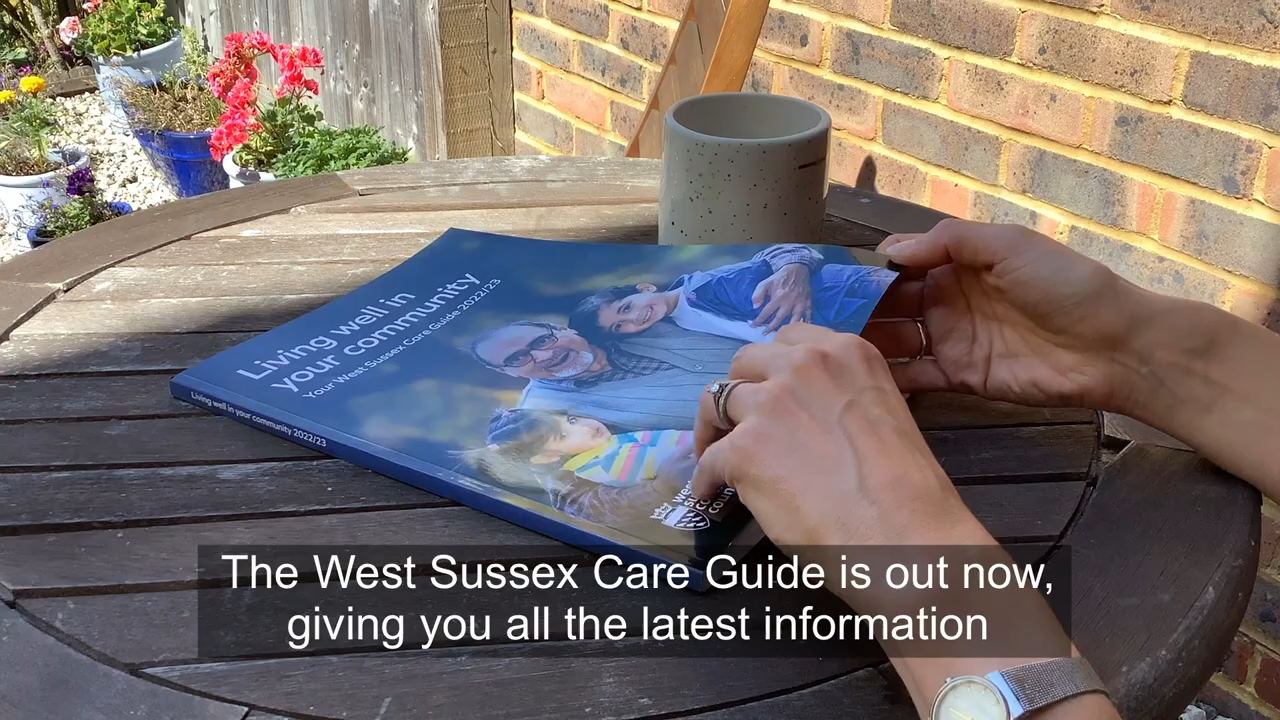 Living well in
your community
Your West Sussex Care Guide 2022/23
Living well in your community 2022/23
The West Sussex Care Guide is out now,
giving you all the latest information